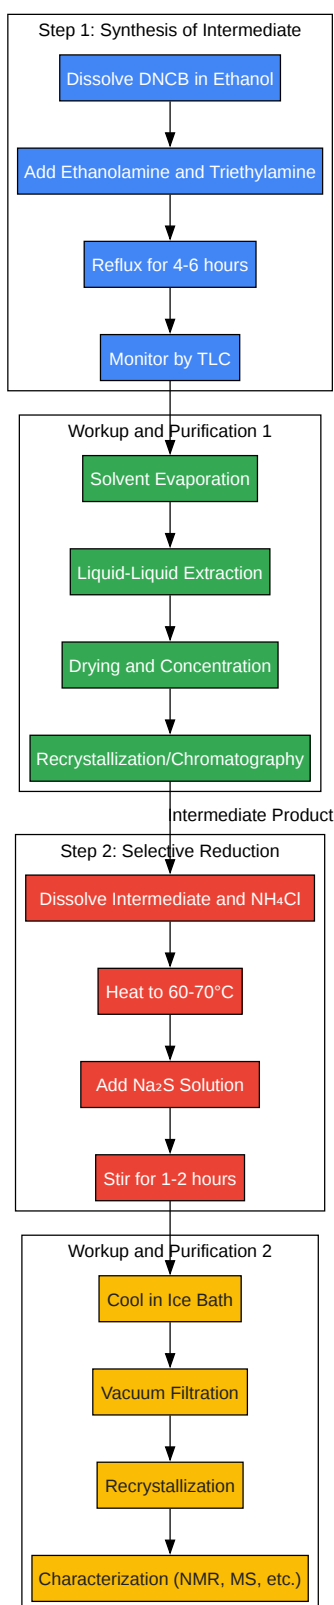 Step 1: Synthesis of Intermediate
Dissolve DNCB in Ethanol
Add Ethanolamine and Triethylamine
Reflux for 4-6 hours
Monitor by TLC
Workup and Purification 1
Solvent Evaporation
Liquid-Liquid Extraction
Drying and Concentration
Recrystallization/Chromatography
Intermediate Product
Step 2: Selective Reduction
Dissolve Intermediate and NH₄Cl
Heat to 60-70°C
Add Na₂S Solution
Stir for 1-2 hours
Workup and Purification 2
Cool in Ice Bath
Vacuum Filtration
Recrystallization
Characterization (NMR, MS, etc.)